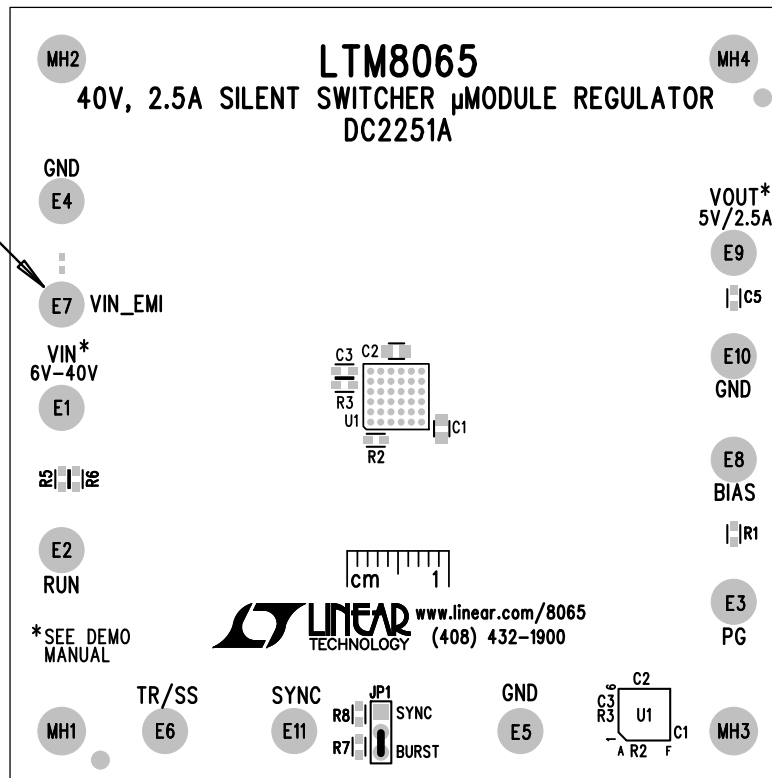 MH2
LTM8065
MH4
40V, 2.5A SILENT SWITCHER µMODULE REGULATOR
DC2251A
GND
E4
VOUT*
5V/2.5A
E9
E7 VIN_EMI
C5
VIN*
6V-40V
E1
C3 C2
E10
GND
R3
U1
C1
R2
E8
BIAS
R5 R6
R1
E2
RUN
cm 1
E3
PG
LINEAR
TECHNOLOGY
www.linear.com/8065
(408) 432-1900
*SEE DEMO
MANUAL
TR/SS
SYNC
JP1
GND
C2
MH1
E6
E11
R8
SYNC
R7
BURST
E5
6
C3
R3
U1
C1
1
A R2 F
MH3